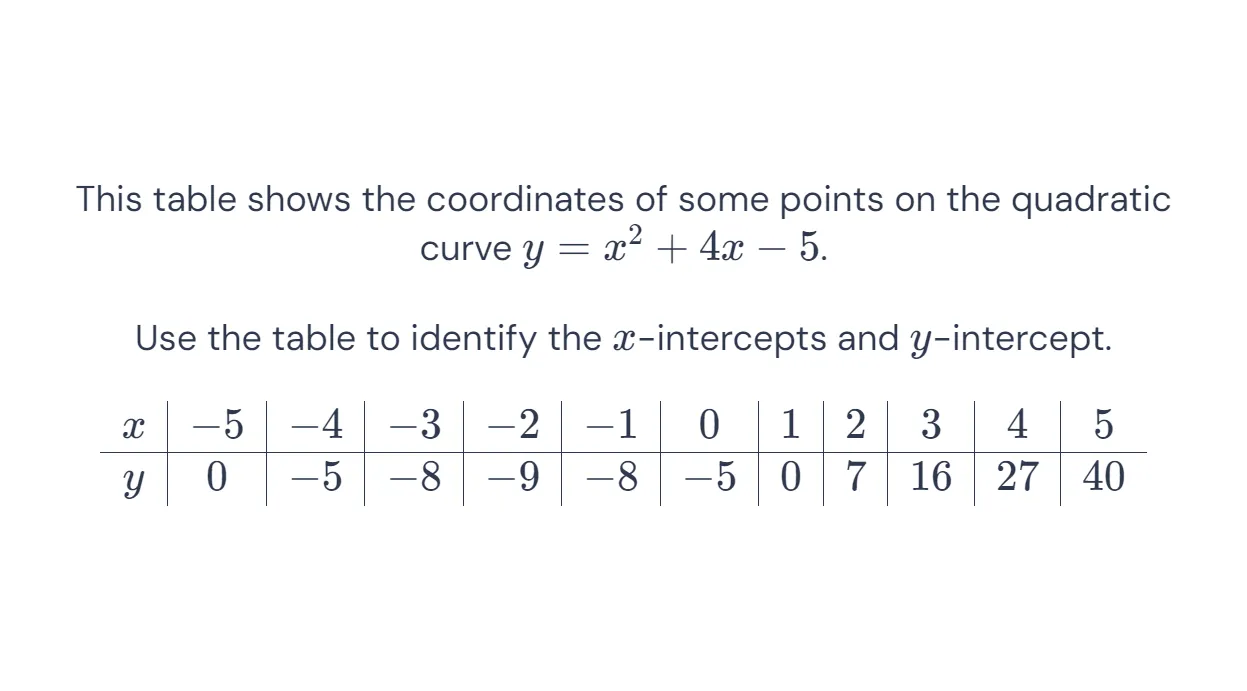 This table shows the coordinates of some points on the quadratic
curve y = x² + 4x − 5.
Use the table to identify the x-intercepts and y-intercept.
x −5 −4 −3 −2 −1 0 1 2 3 4 5
y 0 −5 −8 −9 −8 −5 0 7 16 27 40